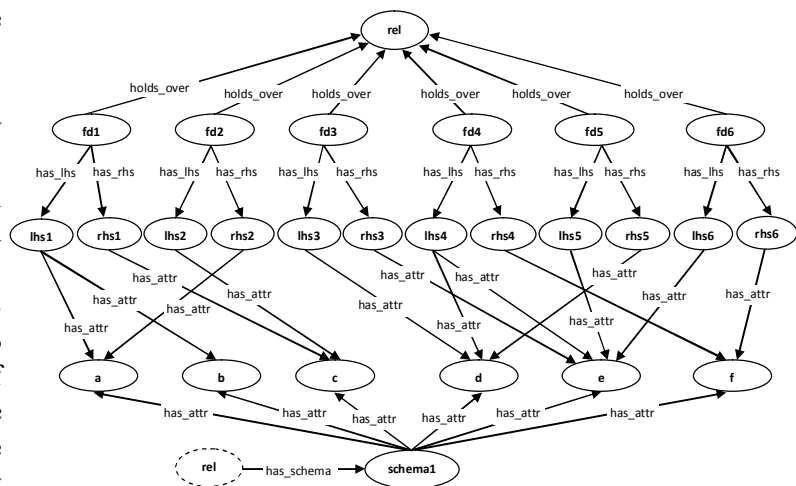 rel
holds_over holds_over holds_over holds_over holds_over holds_over
fd1 fd2 fd3 fd4 fd5 fd6
has_lhs has_rhs has_lhs has_rhs has_lhs has_rhs has_lhs has_rhs has_lhs has_rhs has_lhs has_rhs
lhs1 rhs1 lhs2 rhs2 lhs3 rhs3 lhs4 rhs4 lhs5 rhs5 lhs6 rhs6
has_attr has_attr has_attr has_attr has_attr has_attr has_attr has_attr has_attr has_attr has_attr has_attr
a b c d e f
has_attr has_attr has_attr has_attr has_attr has_attr
rel has_schema schema1